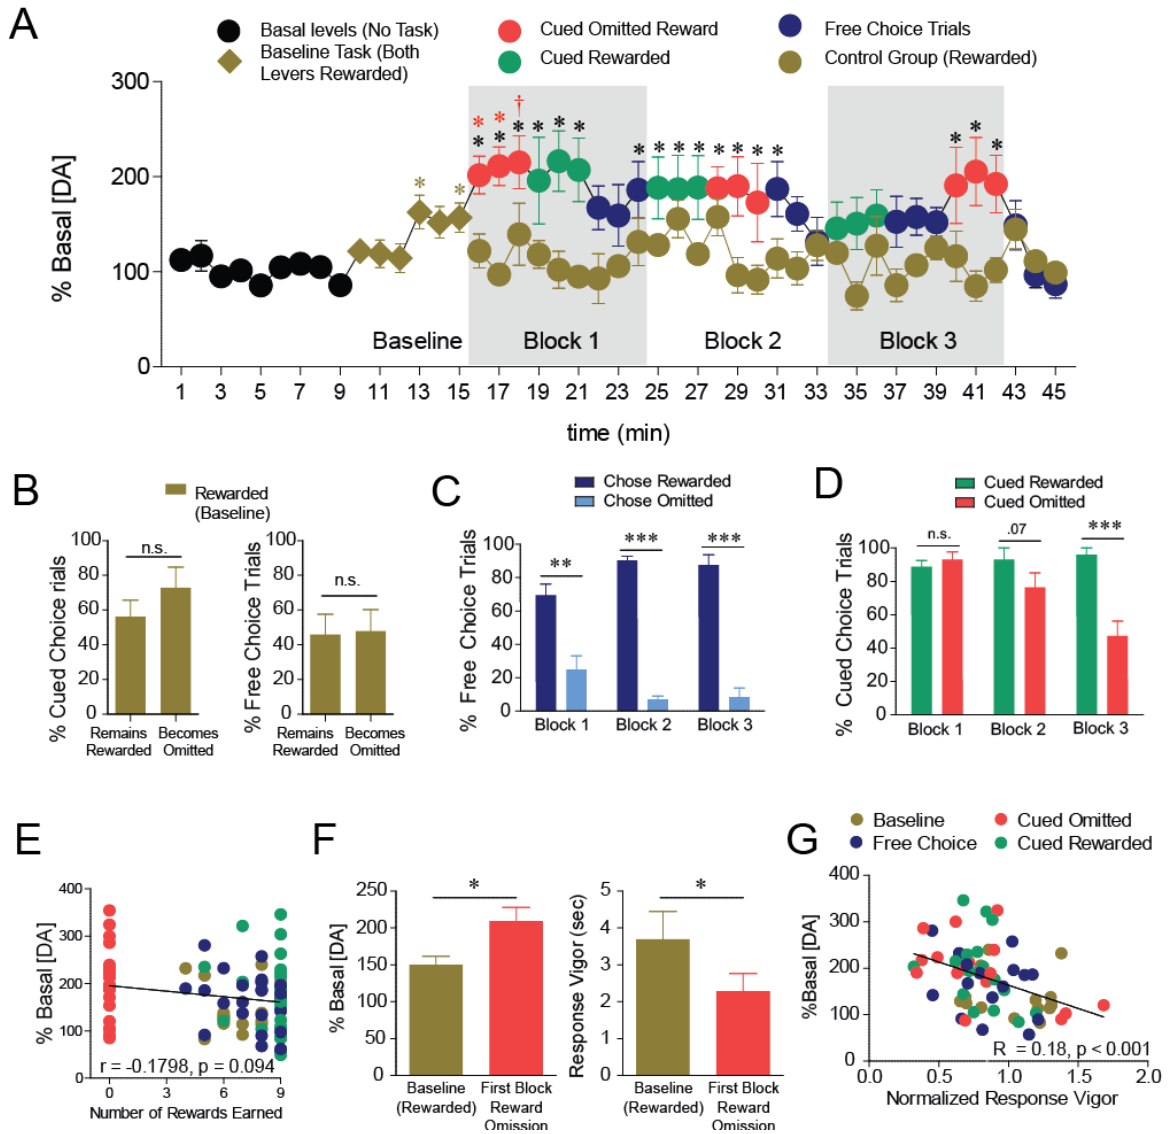 A
Basal levels (No Task)
Baseline Task (Both
Levers Rewarded)
Cued Omitted Reward
Cued Rewarded
Free Choice Trials
Control Group (Rewarded)
% Basal [DA]
300
200
100
0
* * † * * * * * * * * * * * * * * * * * * * *
Baseline
Block 1
Block 2
Block 3
1 3 5 7 9 11 13 15 17 19 21 23 25 27 29 31 33 35 37 39 41 43 45
time (min)
B
Rewarded
(Baseline)
% Cued Choice rials
100
80
60
40
20
0
n.s.
Remains
Rewarded
Becomes
Omitted
% Free Choice Trials
100
80
60
40
20
0
n.s.
Remains
Rewarded
Becomes
Omitted
C
Chose Rewarded
Chose Omitted
% Free Choice Trials
100
80
60
40
20
0
** *** ***
Block 1 Block 2 Block 3
D
Cued Rewarded
Cued Omitted
% Cued Choice Trials
100
80
60
40
20
0
n.s. .07 ***
Block 1 Block 2 Block 3
E
% Basal [DA]
400
300
200
100
0
r = -0.1798, p = 0.094
0 3 6 9
Number of Rewards Earned
F
% Basal [DA]
250
200
150
100
50
0
*
Baseline
(Rewarded)
First Block
Reward
Omission
Response Vigor (sec)
5
4
3
2
1
0
*
Baseline
(Rewarded)
First Block
Reward
Omission
G
Baseline
Free Choice
Cued Omitted
Cued Rewarded
%Basal [DA]
400
300
200
100
0
R = 0.18, p < 0.001
0.0 0.5 1.0 1.5 2.0
Normalized Response Vigor